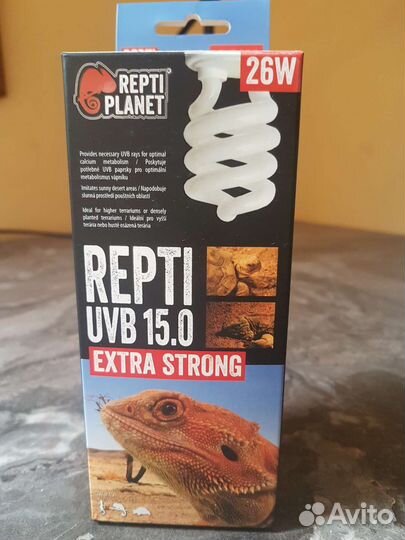 REPTI
PLANET
26W
Provides necessary UVB rays for optimal
calcium metabolism / Poskytuje
potřebné UVB paprsky pro optimální
metabolismus vápníku
Imitates sunny desert areas / Napodobuje
slunná prostředí pouštních oblastí
Ideal for higher terrariums or densely
planted terrariums / Ideální pro vyšší
terária nebo hustě osázená terária
REPTI
UVB 15.0
EXTRA STRONG
Avito